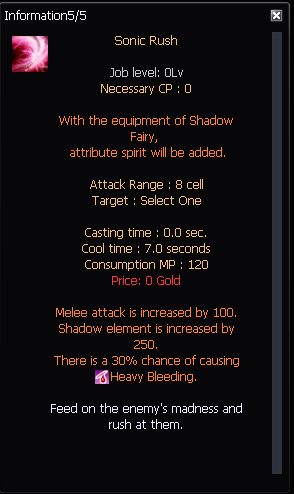 Information5/5
Sonic Rush
Job level: 0Lv
Necessary CP : 0
With the equipment of Shadow
Fairy,
attribute spirit will be added.
Attack Range : 8 cell
Target : Select One
Casting time : 0.0 sec.
Cool time : 7.0 seconds
Consumption MP : 120
Price: 0 Gold
Melee attack is increased by 100.
Shadow element is increased by
250.
There is a 30% chance of causing
Heavy Bleeding.
Feed on the enemy's madness and
rush at them.